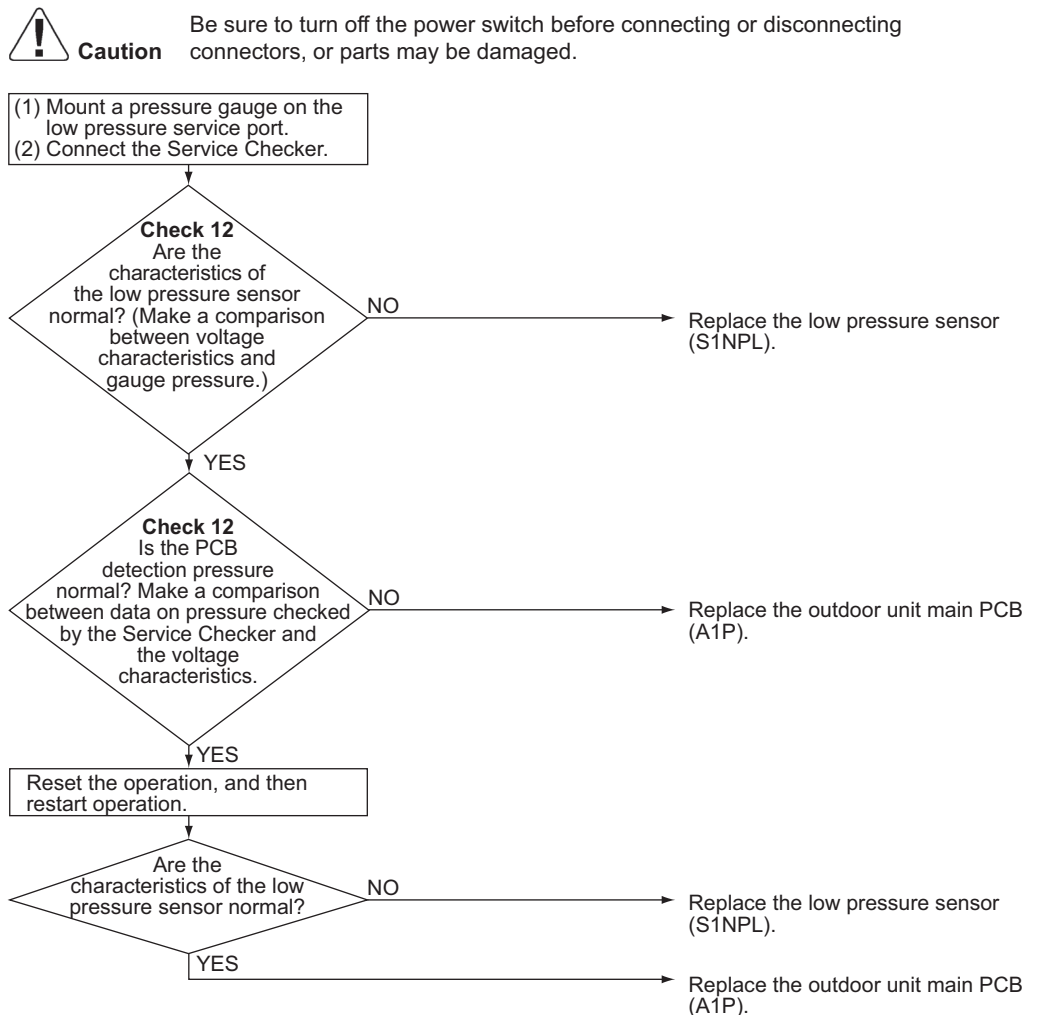 Be sure to turn off the power switch before connecting or disconnecting
Caution connectors, or parts may be damaged.
(1) Mount a pressure gauge on the
low pressure service port.
(2) Connect the Service Checker.
Check 12
Are the
characteristics of
the low pressure sensor
normal? (Make a comparison
between voltage
characteristics and
gauge pressure.)
NO
Replace the low pressure sensor
(S1NPL).
YES
Check 12
Is the PCB
detection pressure
normal? Make a comparison
between data on pressure checked
by the Service Checker and
the voltage
characteristics.
NO
Replace the outdoor unit main PCB
(A1P).
YES
Reset the operation, and then
restart operation.
Are the
characteristics of the low
pressure sensor normal?
NO
Replace the low pressure sensor
(S1NPL).
YES
Replace the outdoor unit main PCB
(A1P).